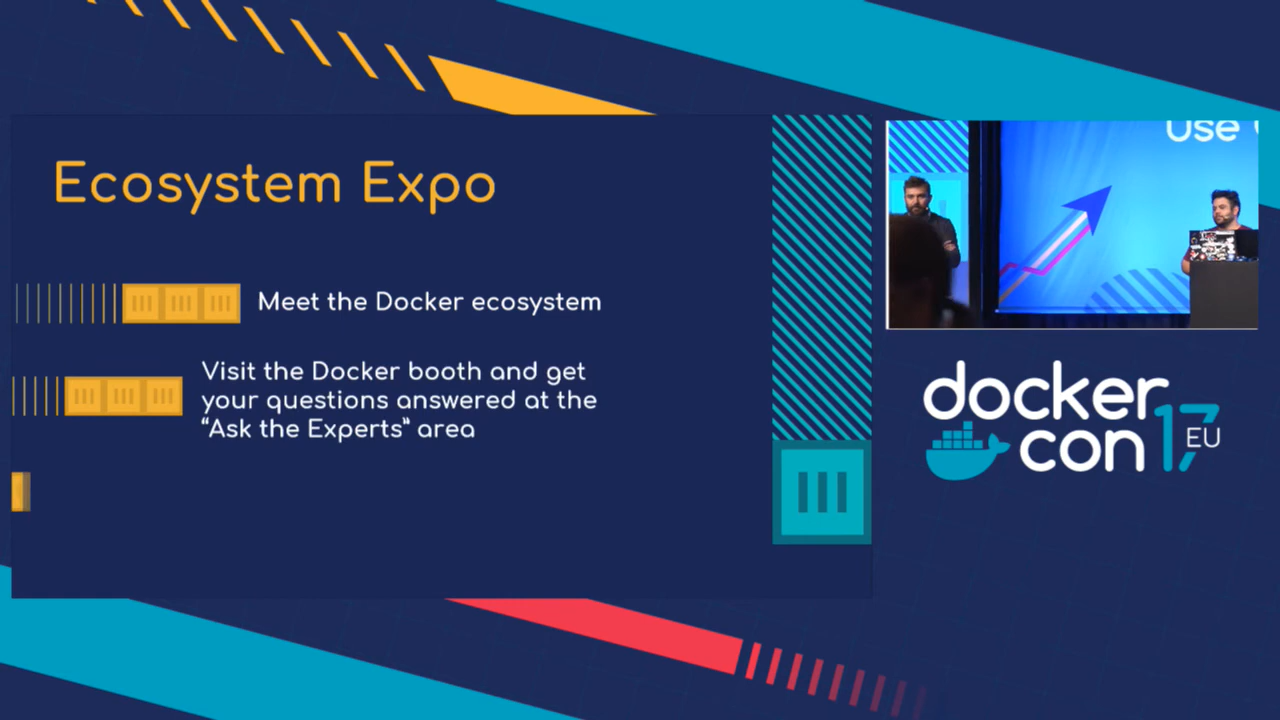 Ecosystem Expo
Meet the Docker ecosystem
Visit the Docker booth and get
your questions answered at the
“Ask the Experts” area
Use
docker
con 17 EU